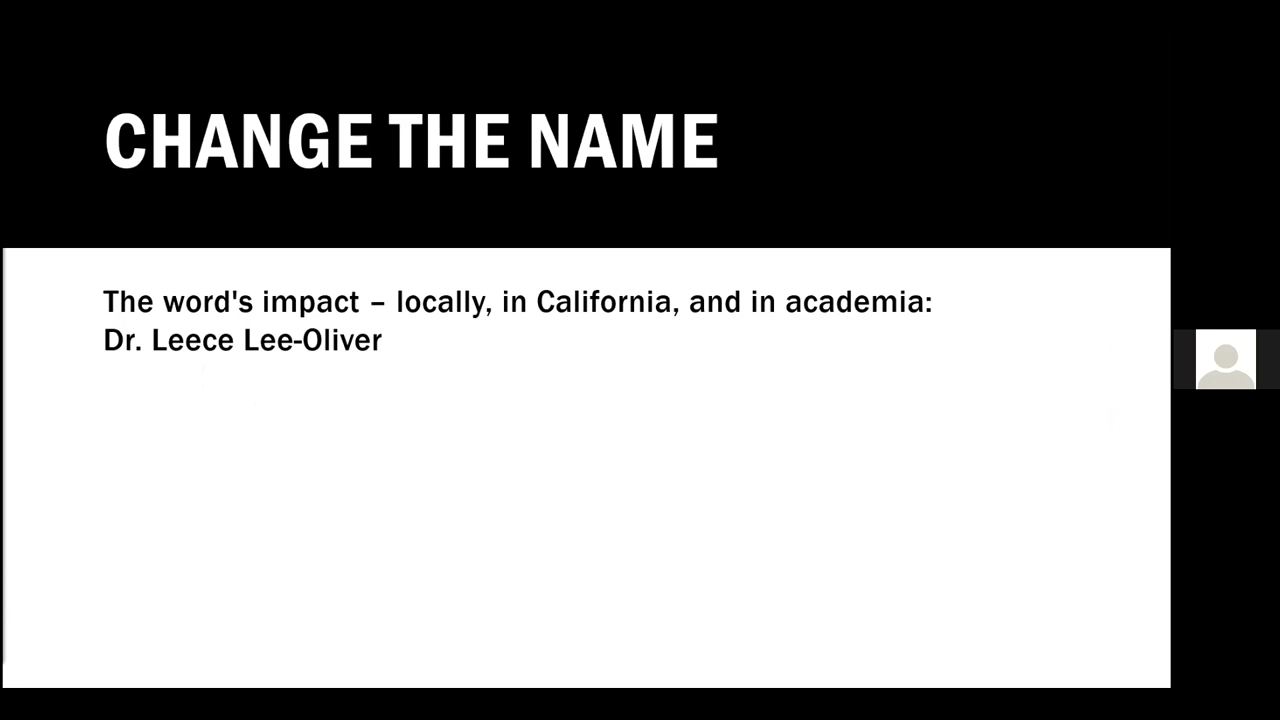 CHANGE THE NAME
The word's impact – locally, in California, and in academia:
Dr. Leece Lee-Oliver